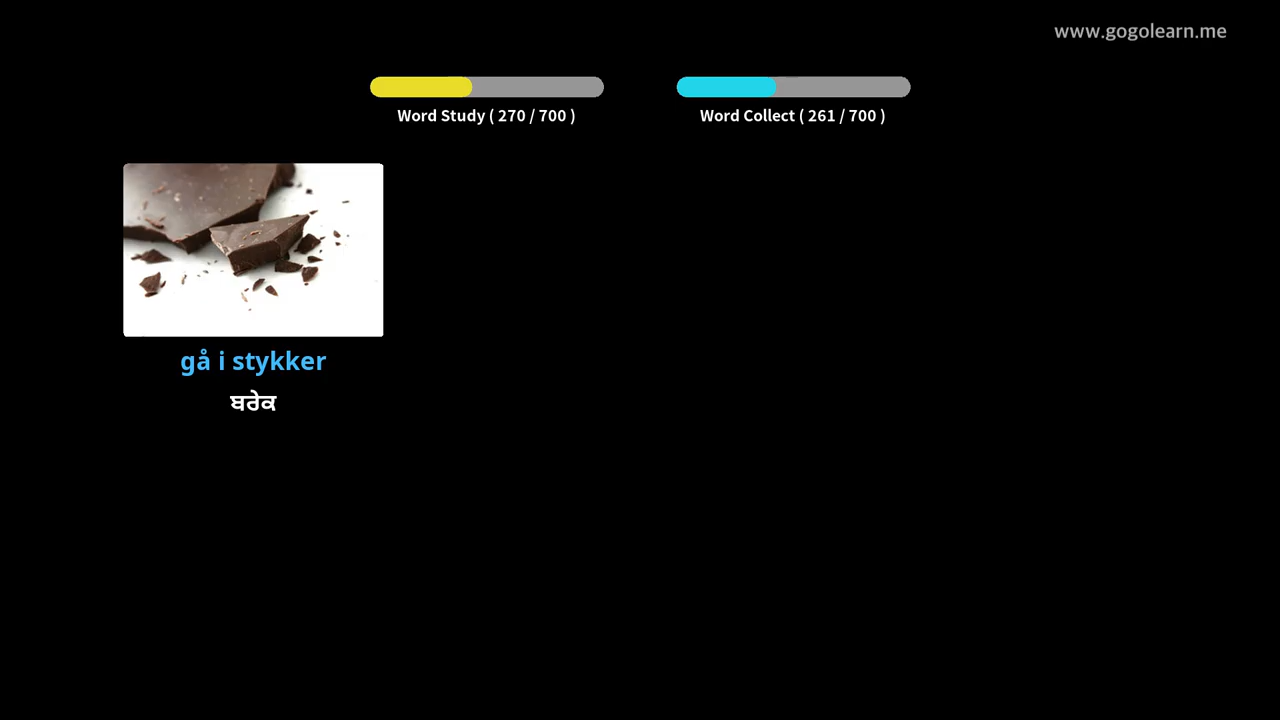 www.gogolearn.me
Word Study ( 270 / 700 )
Word Collect ( 261 / 700 )
gå i stykker
ਬਰੇਕ